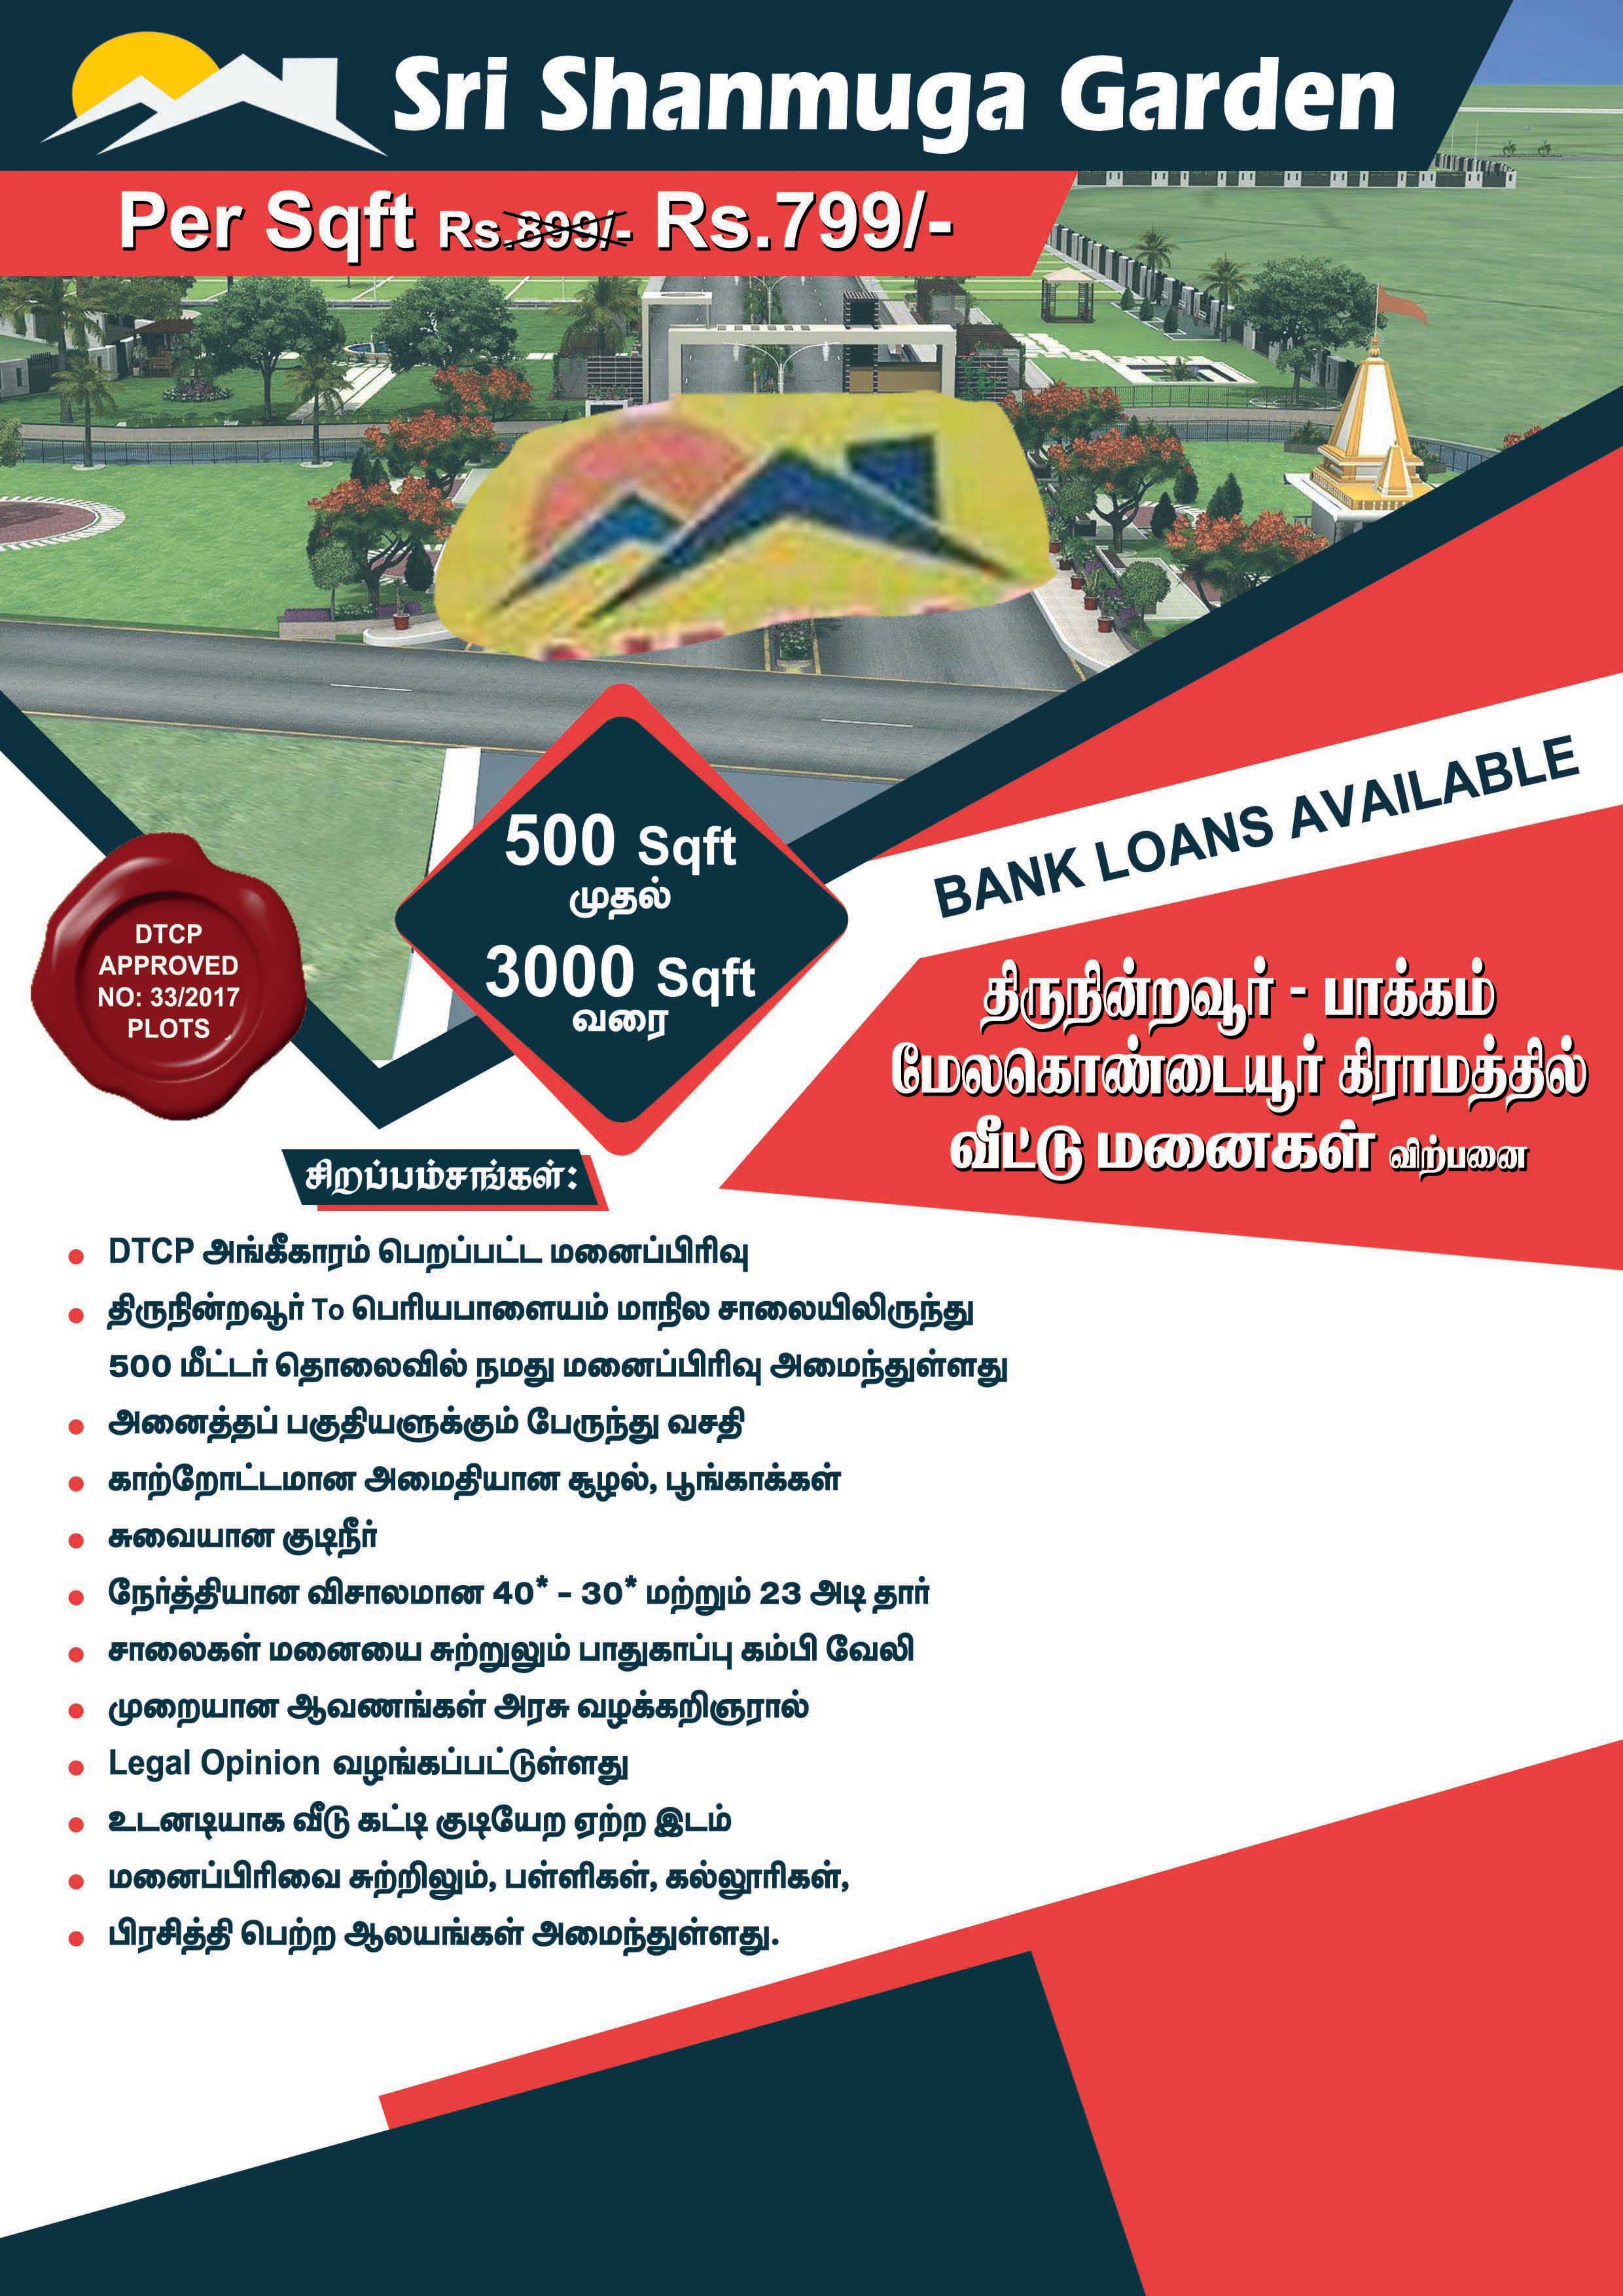 Sri Shanmuga Garden
Per Sqft Rs.899/- Rs.799/-
500 Sqft
முதல்
3000 Sqft
வரை
BANK LOANS AVAILABLE
DTCP
APPROVED
NO: 33/2017
PLOTS
திருநின்றவூர் - பாக்கம்
மேலகொண்டையூர் கிராமத்தில்
வீட்டு மனைகள் விற்பனை
சிறப்பம்சங்கள்:
• DTCP அங்கீகாரம் பெறப்பட்ட மனைப்பிரிவு
• திருநின்றவூர் To பெரியபாளையம் மாநில சாலையிலிருந்து
500 மீட்டர் தொலைவில் நமது மனைப்பிரிவு அமைந்துள்ளது
• அனைத்தப் பகுதியளுக்கும் பேருந்து வசதி
• காற்றோட்டமான அமைதியான சூழல், பூங்காக்கள்
• சுவையான குடிநீர்
• நேர்த்தியான விசாலமான 40* - 30* மற்றும் 23 அடி தார்
• சாலைகள் மனையை சுற்றுலும் பாதுகாப்பு கம்பி வேலி
• முறையான ஆவணங்கள் அரசு வழக்கறிஞரால்
• Legal Opinion வழங்கப்பட்டுள்ளது
• உடனடியாக வீடு கட்டி குடியேற ஏற்ற இடம்
• மனைப்பிரிவை சுற்றிலும், பள்ளிகள், கல்லூரிகள்,
• பிரசித்தி பெற்ற ஆலயங்கள் அமைந்துள்ளது.